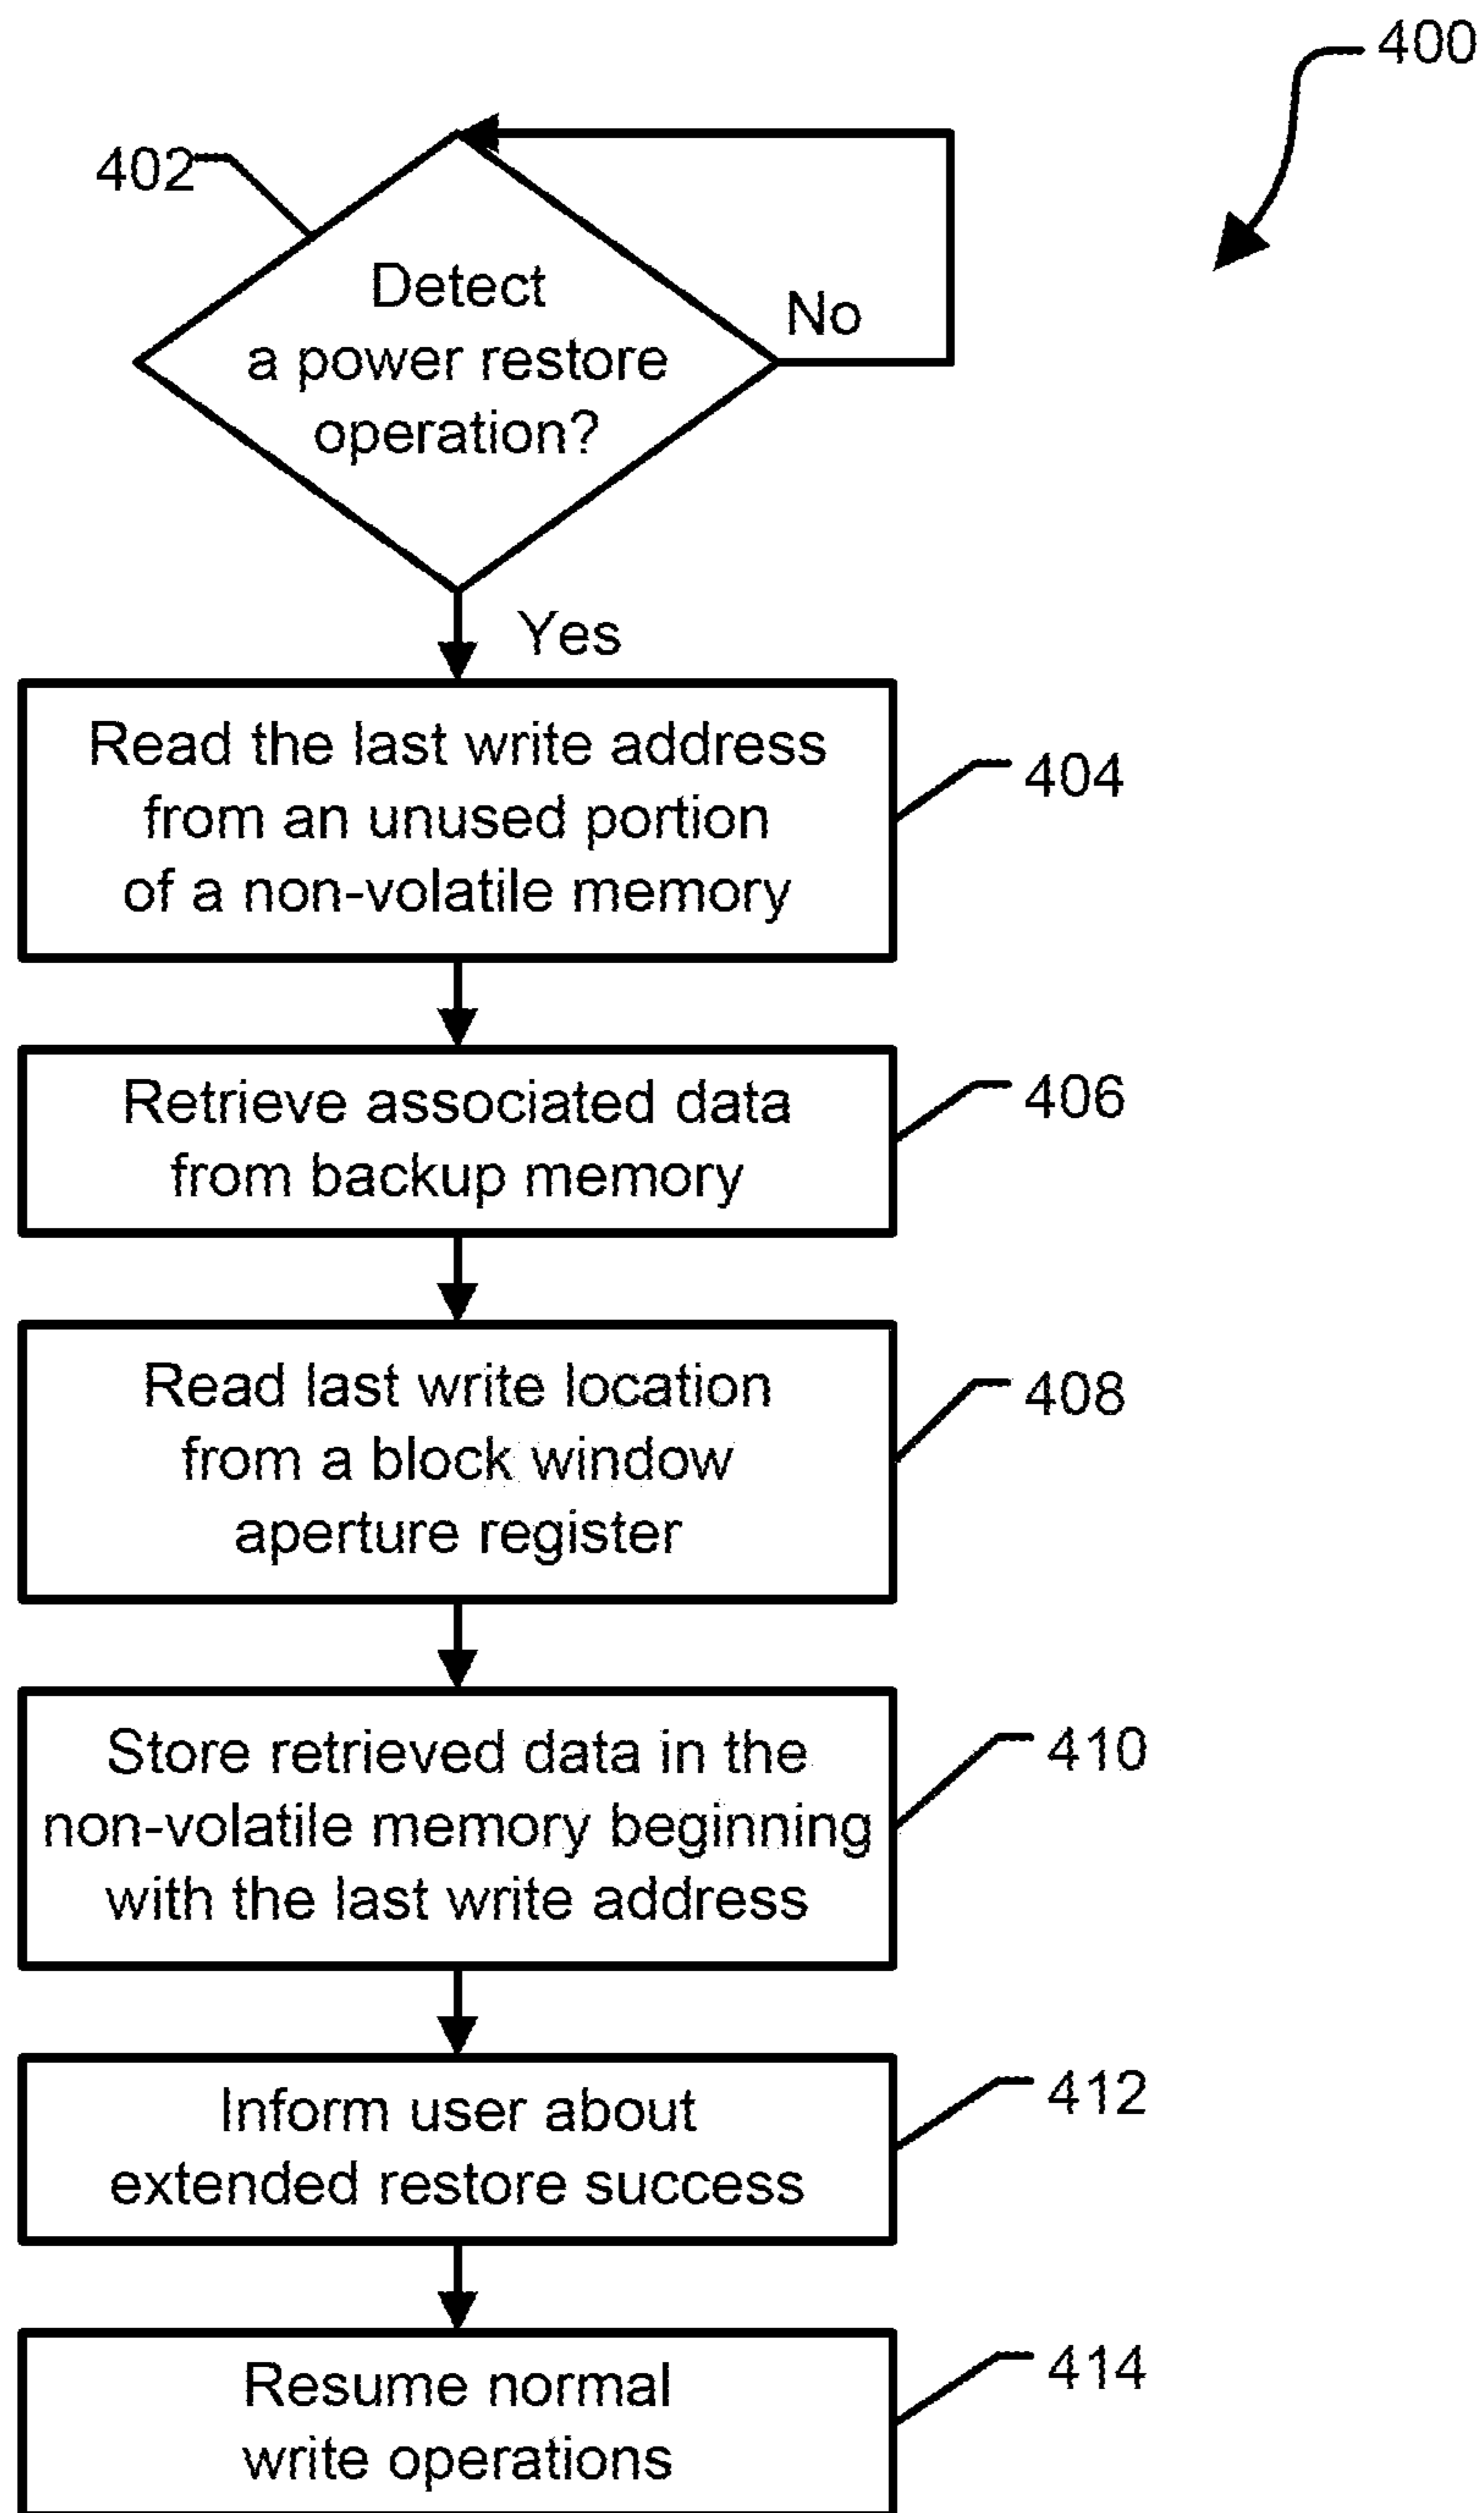 400
402
Detect
a power restore
operation?
No
Yes
Read the last write address
from an unused portion
of a non-volatile memory
404
Retrieve associated data
from backup memory
406
Read last write location
from a block window
aperture register
408
Store retrieved data in the
non-volatile memory beginning
with the last write address
410
Inform user about
extended restore success
412
Resume normal
write operations
414